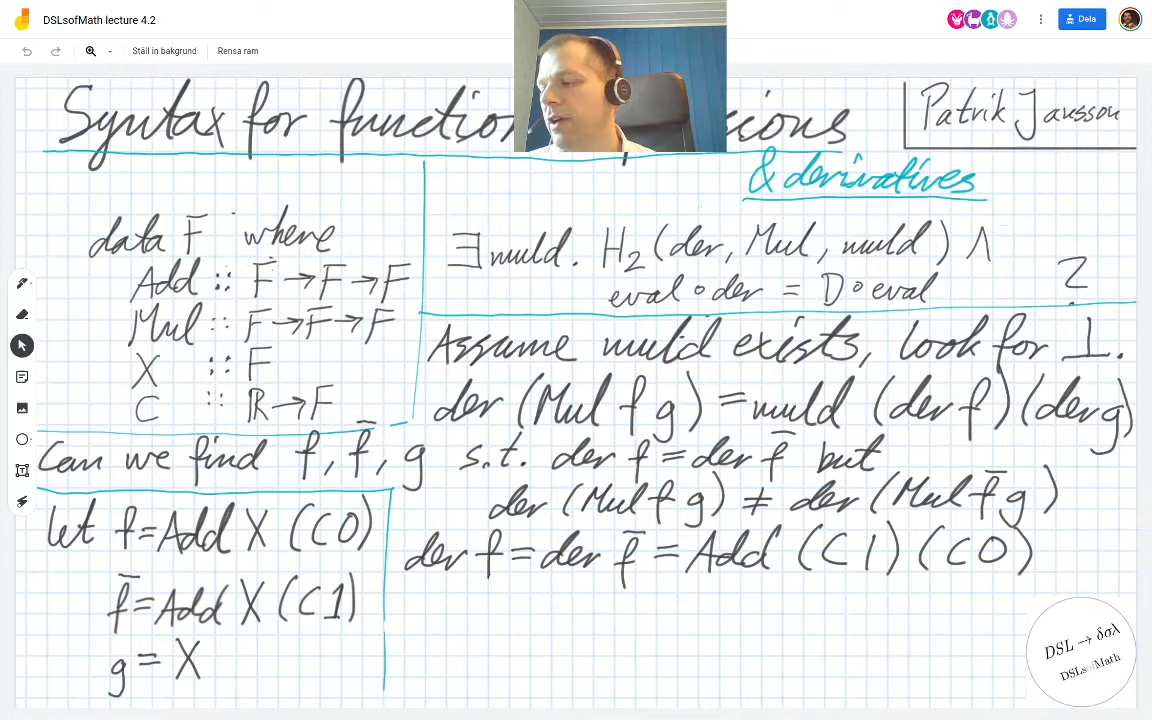 DSLsofMath lecture 4.2
Dela
Ställ in bakgrund
Rensa ram
Syntax for function
Patrik Jansson
& derivatives
data F where
Add :: F → F → F
Mul :: F → F → F
X :: F
C :: ℝ → F
∃ muld. H₂ (der, Mul, muld) ∧
eval ∘ der = D ∘ eval ?
Assume muld exists, look for ⊥.
der (Mul f g) = muld (der f) (der g)
Can we find f, f̄, g s.t. der f = der f̄ but
der (Mul f g) ≠ der (Mul f̄ g)
let f = Add X (C 0)
f̄ = Add X (C 1)
g = X
der f = der f̄ = Add (C 1) (C 0)
DSL → δσλ
DSLsofMath